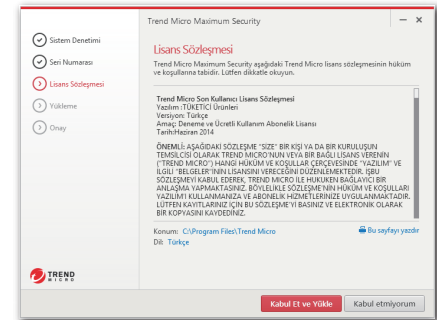 Trend Micro Maximum Security
Sistem Denetimi
Seri Numarası
Lisans Sözleşmesi
Yükleme
Onay
Lisans Sözleşmesi
Trend Micro Maximum Security aşağıdaki Trend Micro lisans sözleşmesinin hüküm
ve koşullarına tabidir. Lütfen dikkatle okuyun.
Trend Micro Son Kullanıcı Lisans Sözleşmesi
Yazılım :TÜKETİCİ Ürünleri
Versiyon: Türkçe
Amaç: Deneme ve Ücretli Kullanım Abonelik Lisansı
Tarih:Haziran 2014
ÖNEMLİ: AŞAĞIDAKİ SÖZLEŞME "SİZE" BİR KİŞİ YA DA BİR KURULUŞUN
TEMSİLCİSİ OLARAK TREND MICRO'NUN VEYA BİR BAĞLI LİSANS VERENİN
("TREND MICRO") HANGİ HÜKÜM VE KOŞULLAR ÇERÇEVESİNDE "YAZILIM" VE
İLGİLİ "BELGELER"İNİN LİSANSINI VERECEĞİNİ DÜZENLEMEKTEDİR. İŞBU
SÖZLEŞMEYİ KABUL EDEREK, TREND MICRO İLE HUKUKEN BAĞLAYICI BİR
ANLAŞMA YAPMAKTASINIZ. BÖYLELİKLE SÖZLEŞME'NİN HÜKÜM VE KOŞULLARI
YAZILIM'I KULLANMANIZA VE ABONELİK HİZMETLERİNİZE UYGULANMAKTADIR.
LÜTFEN KAYITLARINIZ İÇİN BU SÖZLEŞME'Yİ BASINIZ VE ELEKTRONİK OLARAK
BİR KOPYASINI KAYDEDİNİZ.
Konum: C:\Program Files\Trend Micro
Bu sayfayı yazdır
Dil: Türkçe
TREND
MICRO
Kabul Et ve Yükle
Kabul etmiyorum